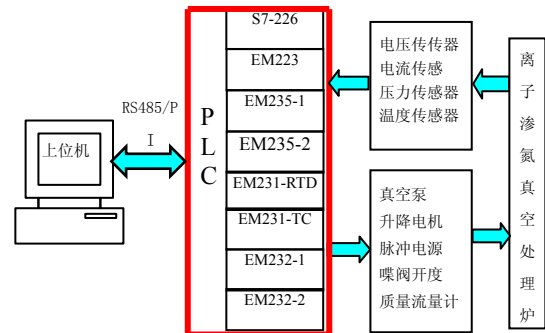 上位机
RS485/P
I
P
L
C
S7-226
EM223
EM235-1
EM235-2
EM231-RTD
EM231-TC
EM232-1
EM232-2
电压传传器
电流传感
压力传感器
温度传感器
真空泵
升降电机
脉冲电源
喋阀开度
质量流量计
离
子
渗
氮
真
空
处
理
炉